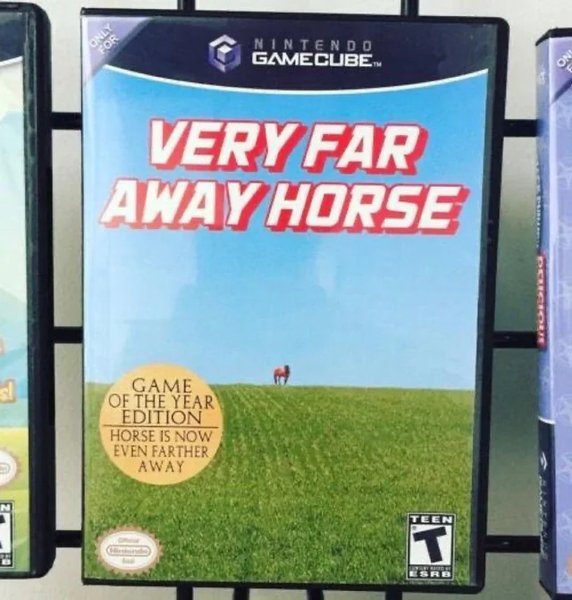 ONLY
FOR
NINTENDO
GAMECUBE™
VERY FAR
AWAY HORSE
GAME
OF THE YEAR
EDITION
HORSE IS NOW
EVEN FARTHER
AWAY
Official
Nintendo
Seal
TEEN
T
ESRB